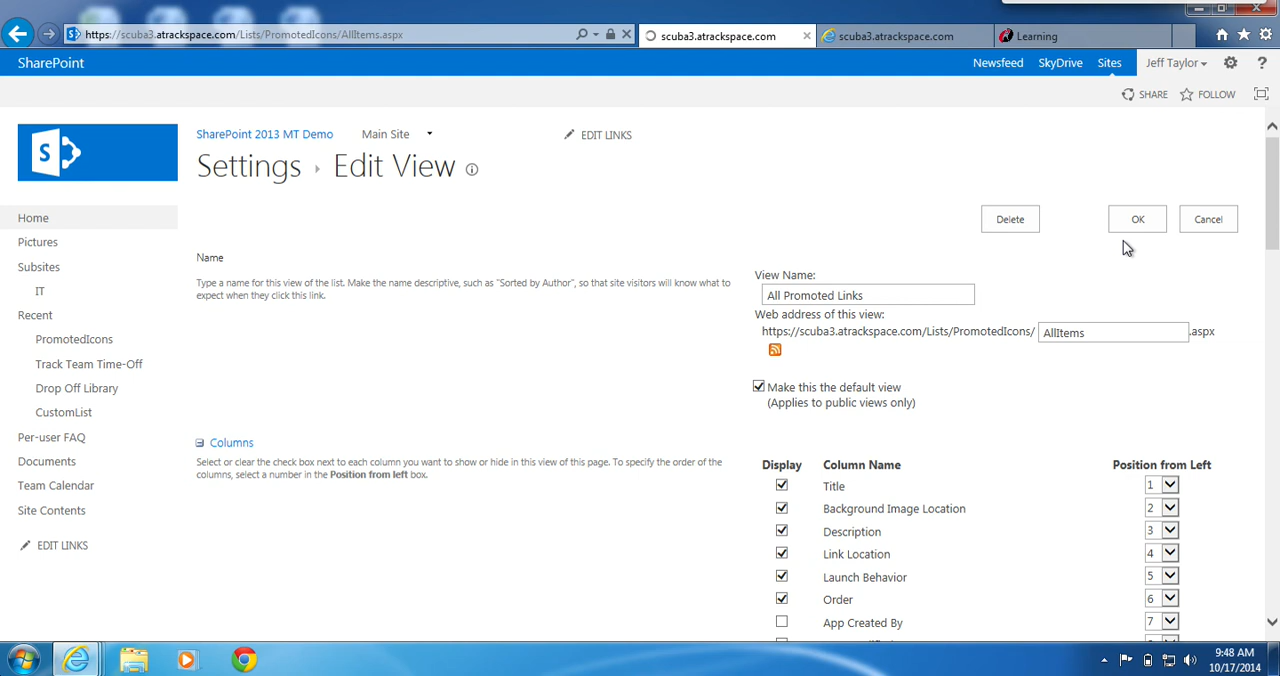 https://scuba3.atrackspace.com/Lists/PromotedIcons/AllItems.aspx
scuba3.atrackspace.com
scuba3.atrackspace.com
Learning
SharePoint
Newsfeed
SkyDrive
Sites
Jeff Taylor
?
SHARE
FOLLOW
S
SharePoint 2013 MT Demo
Main Site
EDIT LINKS
Settings
Edit View
Delete
OK
Cancel
Home
Pictures
Subsites
IT
Recent
PromotedIcons
Track Team Time-Off
Drop Off Library
CustomList
Per-user FAQ
Documents
Team Calendar
Site Contents
EDIT LINKS
Name
Type a name for this view of the list. Make the name descriptive, such as "Sorted by Author", so that site visitors will know what to
expect when they click this link.
View Name:
All Promoted Links
Web address of this view:
https://scuba3.atrackspace.com/Lists/PromotedIcons/ AllItems .aspx
Make this the default view
(Applies to public views only)
Columns
Select or clear the check box next to each column you want to show or hide in this view of this page. To specify the order of the
columns, select a number in the Position from left box.
Display Column Name Position from Left
Title 1
Background Image Location 2
Description 3
Link Location 4
Launch Behavior 5
Order 6
App Created By 7
9:48 AM
10/17/2014